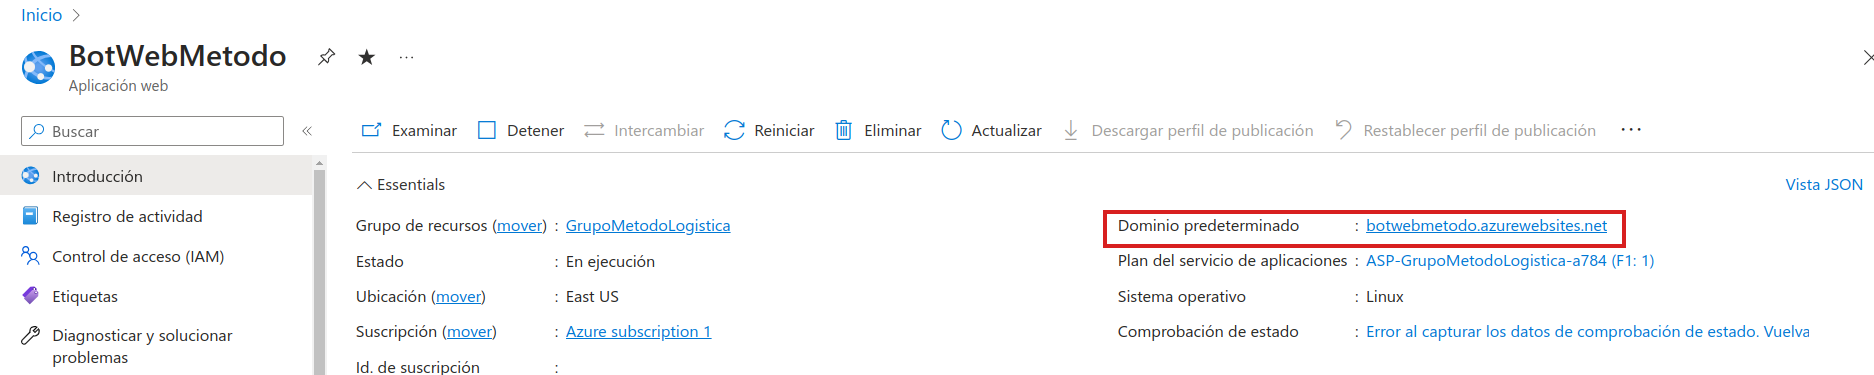 Inicio
BotWebMetodo
Aplicación web
Buscar
Examinar
Detener
Intercambiar
Reiniciar
Eliminar
Actualizar
Descargar perfil de publicación
Restablecer perfil de publicación
Introducción
Registro de actividad
Control de acceso (IAM)
Etiquetas
Diagnosticar y solucionar
problemas
Essentials
Vista JSON
Grupo de recursos (mover) : GrupoMetodoLogistica
Estado : En ejecución
Ubicación (mover) : East US
Suscripción (mover) : Azure subscription 1
Id. de suscripción :
Dominio predeterminado : botwebmetodo.azurewebsites.net
Plan del servicio de aplicaciones : ASP-GrupoMetodoLogistica-a784 (F1: 1)
Sistema operativo : Linux
Comprobación de estado : Error al capturar los datos de comprobación de estado. Vuelva